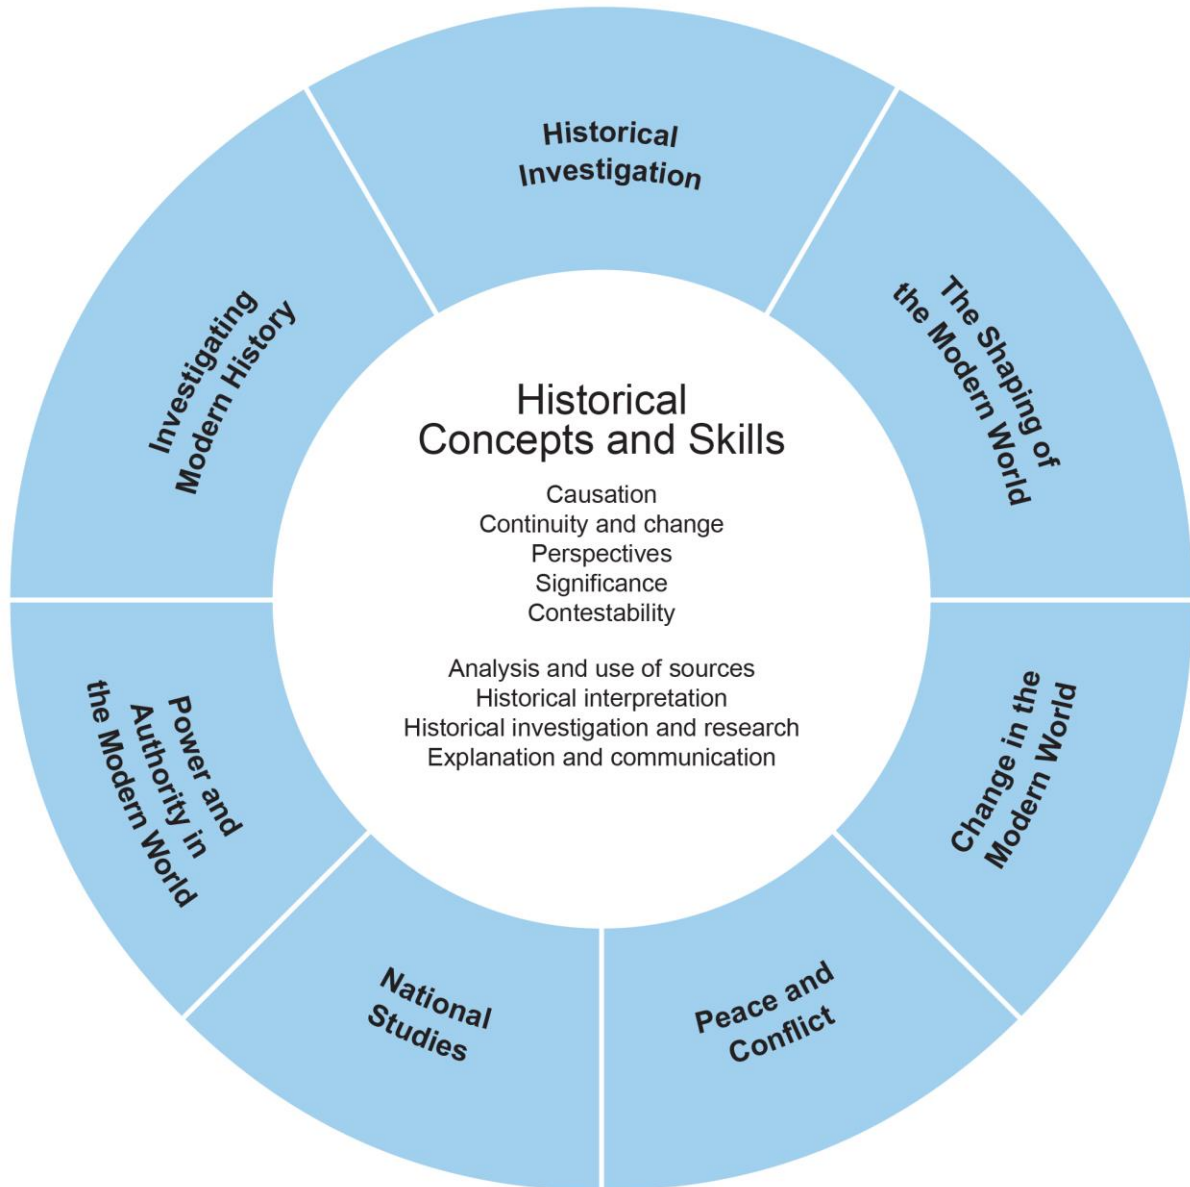 Historical
Investigation
The Shaping of
the Modern World
Investigating
Modern History
Historical
Concepts and Skills
Causation
Continuity and change
Perspectives
Significance
Contestability
Analysis and use of sources
Historical interpretation
Historical investigation and research
Explanation and communication
Change in the
Modern World
Power and
Authority in
the Modern World
National
Studies
Peace and
Conflict